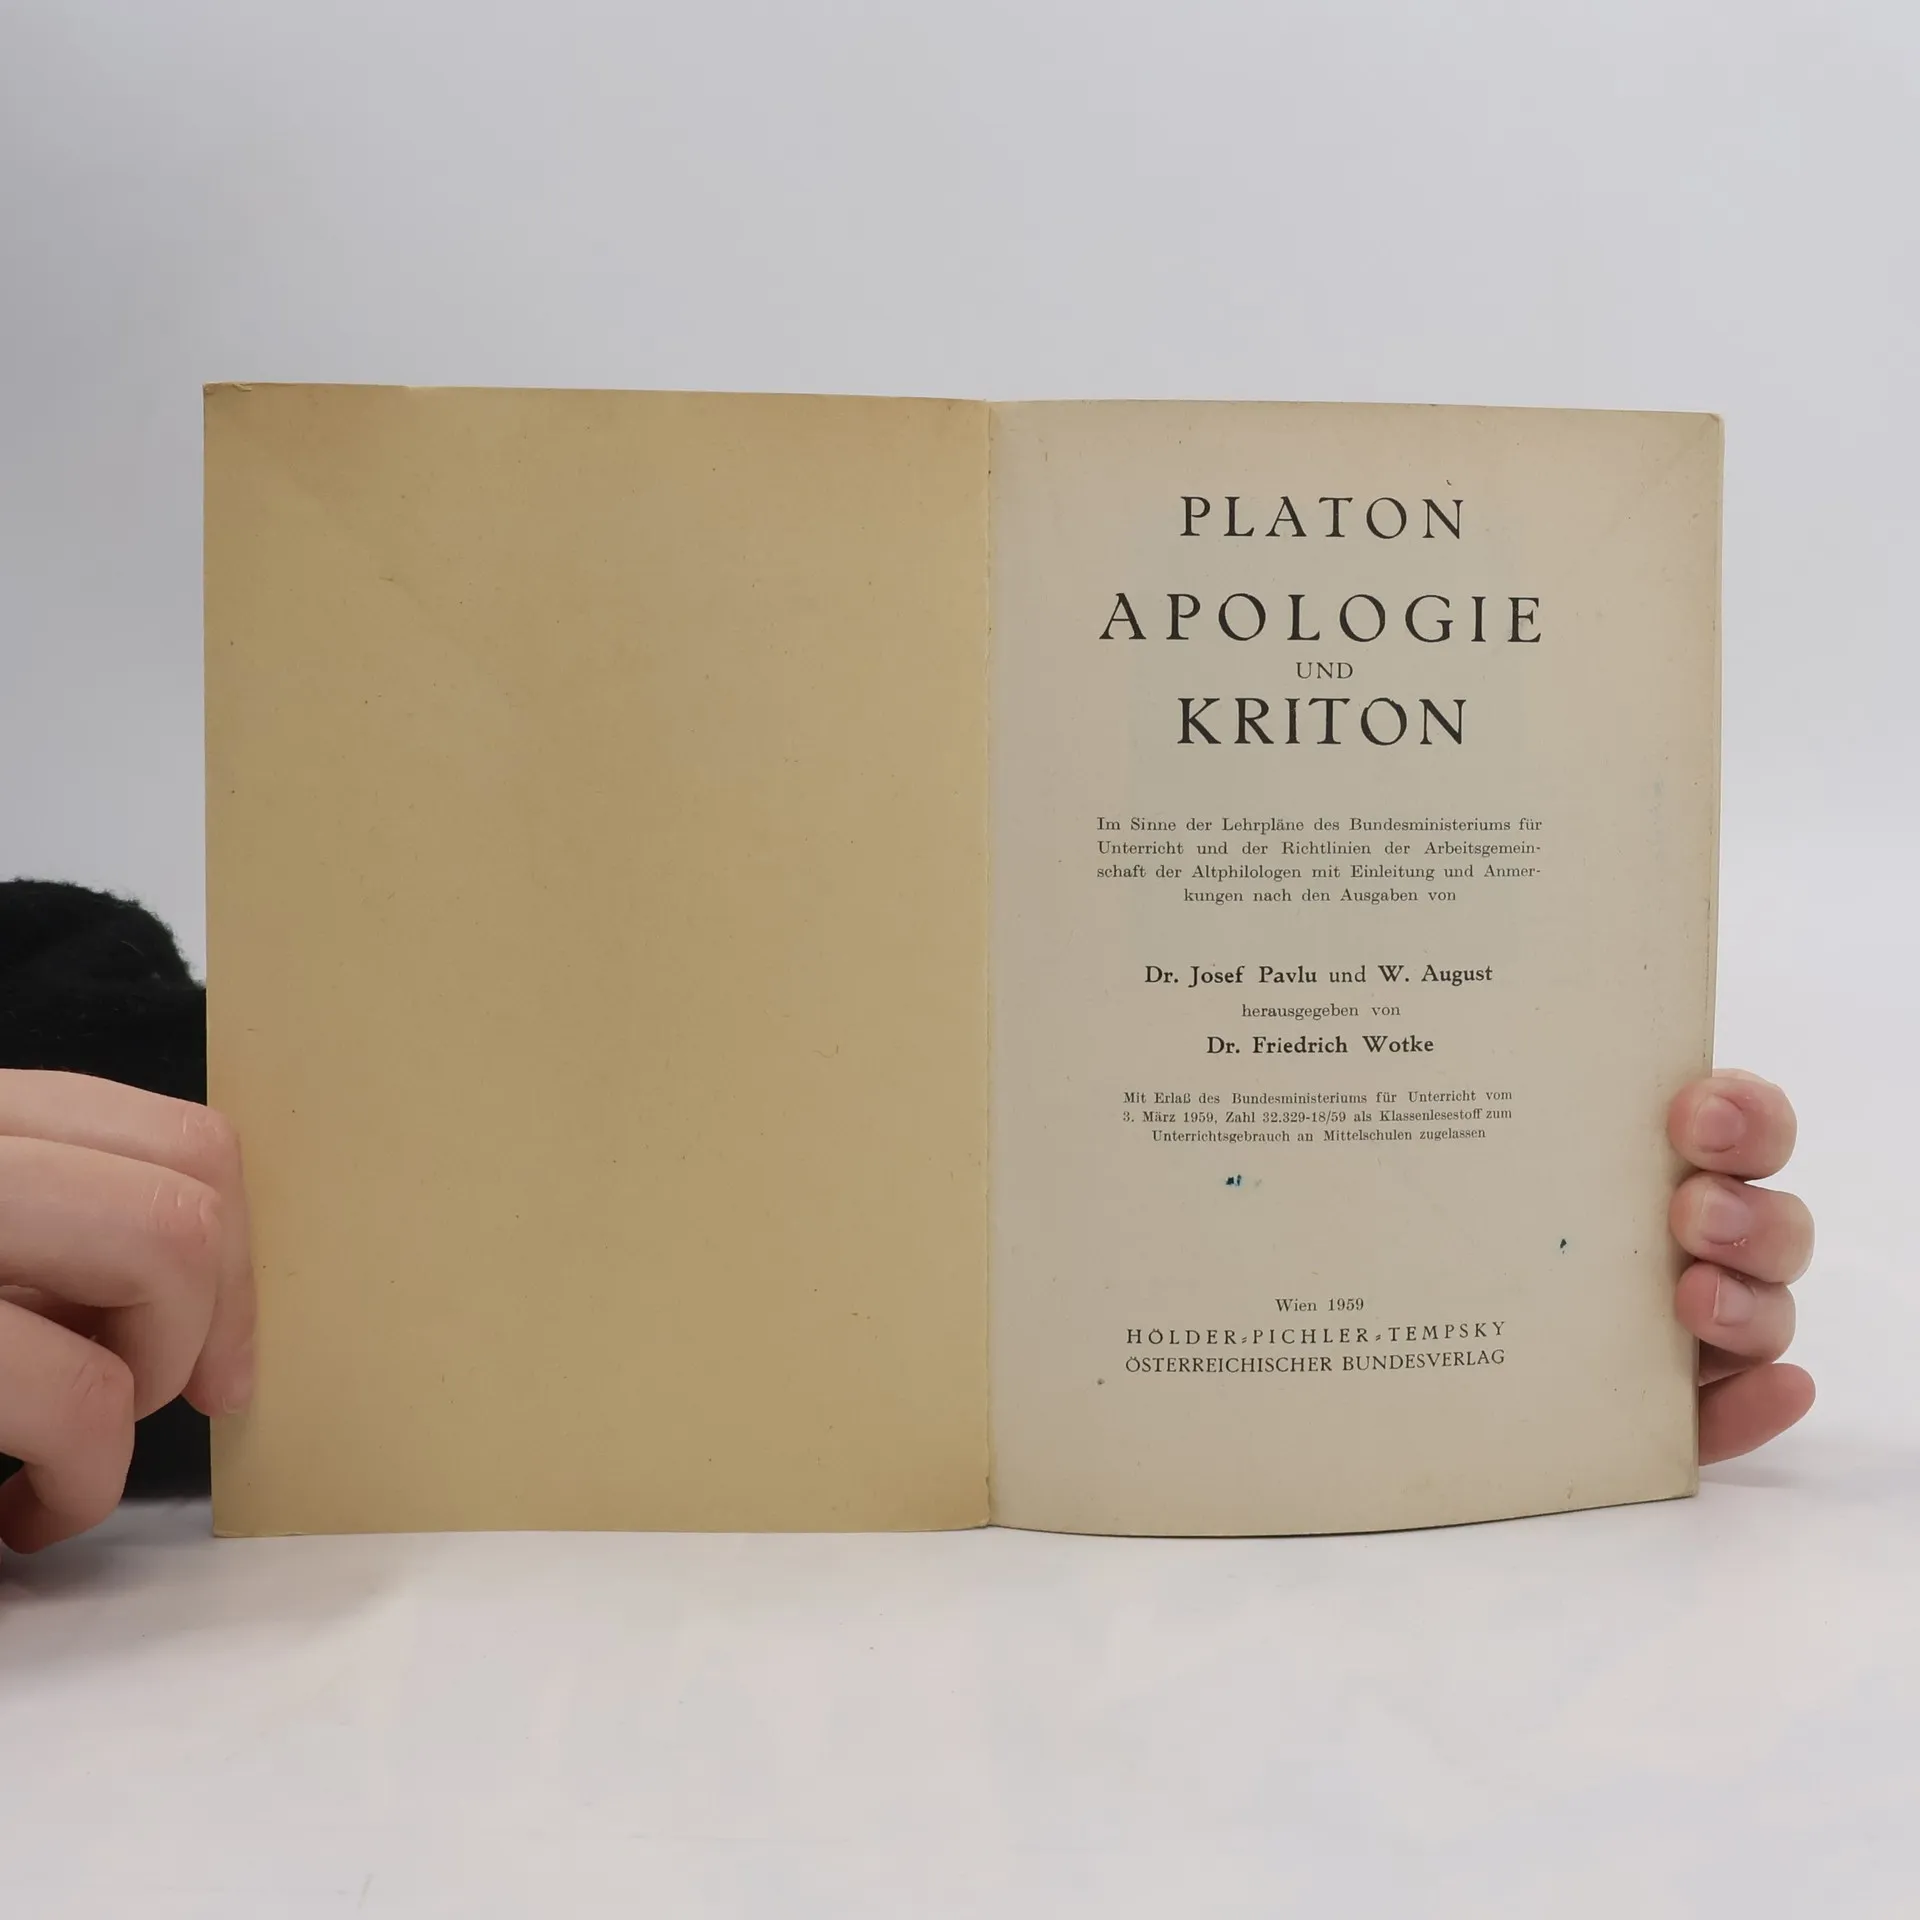 PLATON
APOLOGIE
UND
KRITON
Im Sinne der Lehrpläne des Bundesministeriums für
Unterricht und der Richtlinien der Arbeitsgemein-
schaft der Altphilologen mit Einleitung und Anmer-
kungen nach den Ausgaben von
Dr. Josef Pavlu und W. August
herausgegeben von
Dr. Friedrich Wotke
Mit Erlaß des Bundesministeriums für Unterricht vom
3. März 1959, Zahl 32.329-18/59 als Klassenlesestoff zum
Unterrichtsgebrauch an Mittelschulen zugelassen
Wien 1959
HÖLDER-PICHLER-TEMPSKY
ÖSTERREICHISCHER BUNDESVERLAG